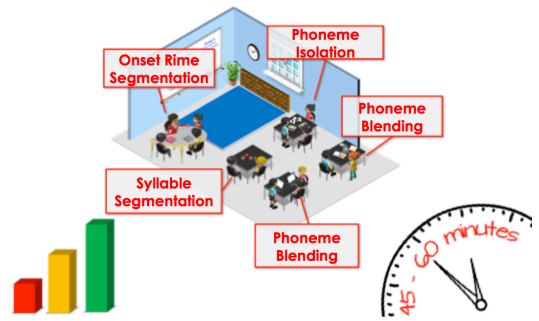 Phoneme
Isolation
Onset Rime
Segmentation
Phoneme
Blending
Syllable
Segmentation
Phoneme
Blending
45 - 60 minutes